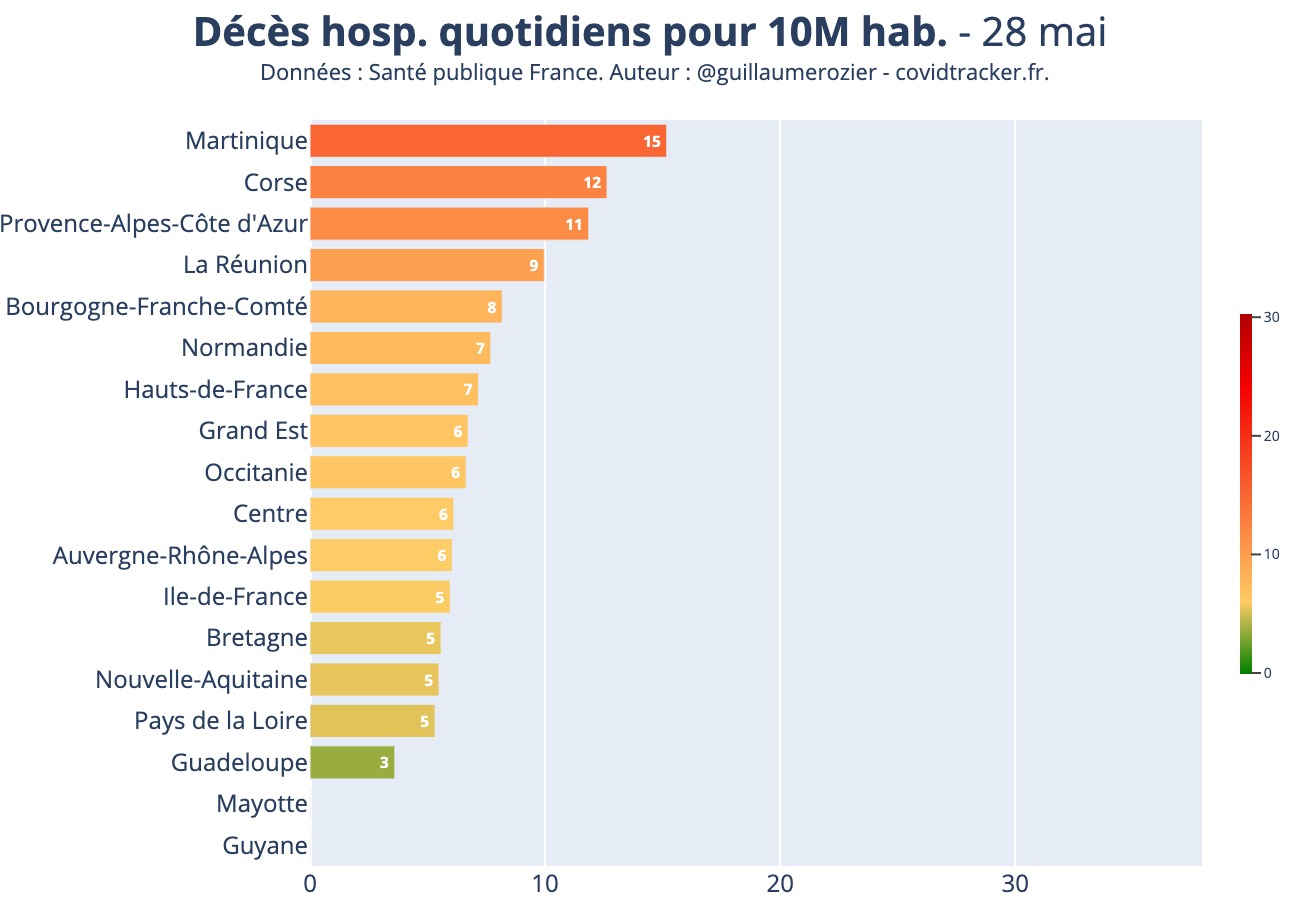 Décès hosp. quotidiens pour 10M hab. - 28 mai
Données : Santé publique France. Auteur : @guillaumerozier - covidtracker.fr.
Martinique 15
Corse 12
Provence-Alpes-Côte d'Azur 11
La Réunion 9
Bourgogne-Franche-Comté 8
Normandie 7
Hauts-de-France 7
Grand Est 6
Occitanie 6
Centre 6
Auvergne-Rhône-Alpes 6
Ile-de-France 5
Bretagne 5
Nouvelle-Aquitaine 5
Pays de la Loire 5
Guadeloupe 3
Mayotte
Guyane
0 10 20 30
30
20
10
0